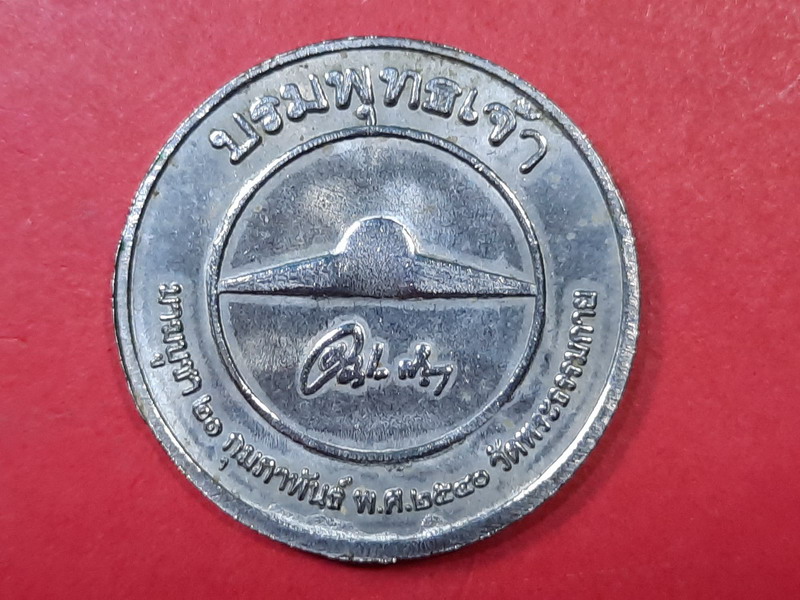 บรมพุทธเจ้า
มาฆบูชา ๒๑ กุมภาพันธ์ พ.ศ.๒๕๔๐ วัดพระธรรมกาย